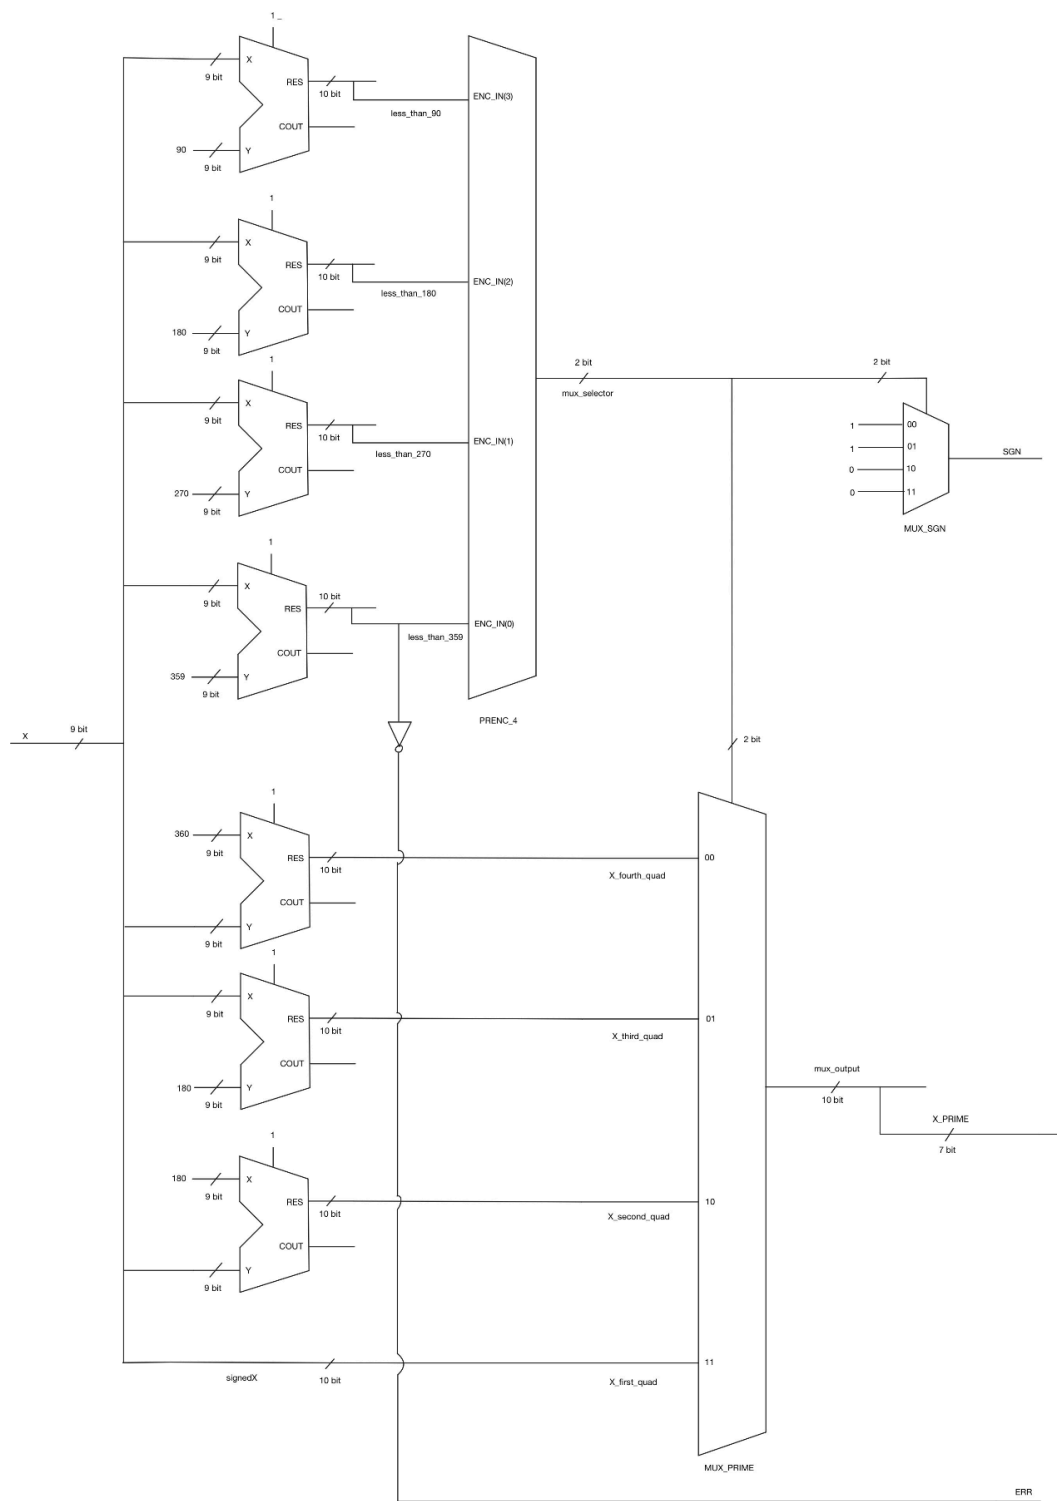 1_
X
9 bit
RES
10 bit
ENC_IN(3)
less_than_90
COUT
90
Y
9 bit
1
X
9 bit
RES
10 bit
ENC_IN(2)
less_than_180
COUT
180
Y
9 bit
1
2 bit
2 bit
mux_selector
X
9 bit
RES
10 bit
ENC_IN(1)
less_than_270
COUT
270
Y
9 bit
1
00
1
01
SGN
0
10
0
11
MUX_SGN
1
X
9 bit
10 bit
RES
ENC_IN(0)
less_than_359
COUT
359
Y
9 bit
PRENC_4
X
9 bit
2 bit
1
360
X
9 bit
RES
10 bit
00
X_fourth_quad
COUT
Y
9 bit
1
X
9 bit
RES
10 bit
01
X_third_quad
COUT
180
Y
9 bit
mux_output
10 bit
X_PRIME
7 bit
1
180
X
9 bit
RES
10 bit
10
X_second_quad
COUT
Y
9 bit
11
signedX
10 bit
X_first_quad
MUX_PRIME
ERR